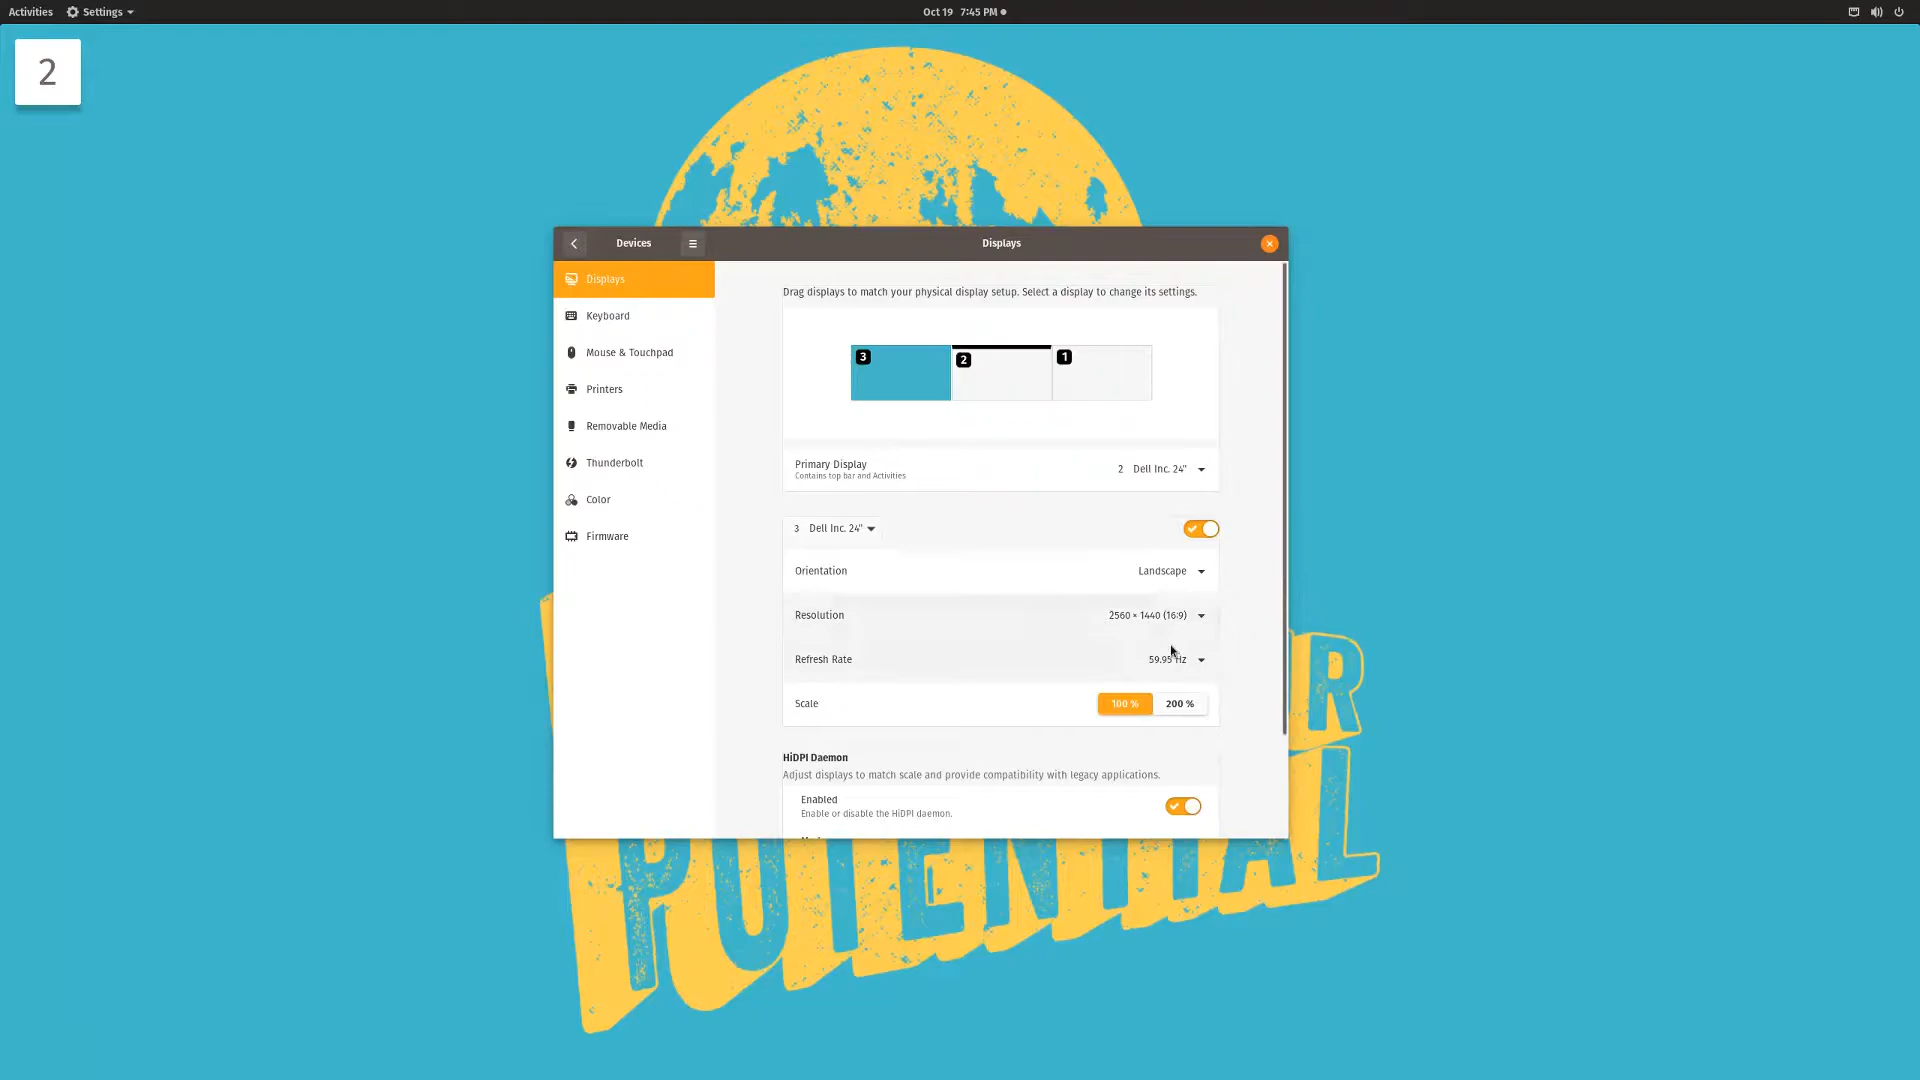 Activities Settings Oct 19 7:45 PM
2
Devices Displays
Displays
Keyboard
Mouse & Touchpad
Printers
Removable Media
Thunderbolt
Color
Firmware
Drag displays to match your physical display setup. Select a display to change its settings.
3 2 1
Primary Display 2 Dell Inc. 24"
Contains top bar and Activities
3 Dell Inc. 24"
Orientation Landscape
Resolution 2560 × 1440 (16:9)
Refresh Rate 59.95 Hz
Scale 100 % 200 %
HiDPI Daemon
Adjust displays to match scale and provide compatibility with legacy applications.
Enabled
Enable or disable the HiDPI daemon.
R
POTENTIAL